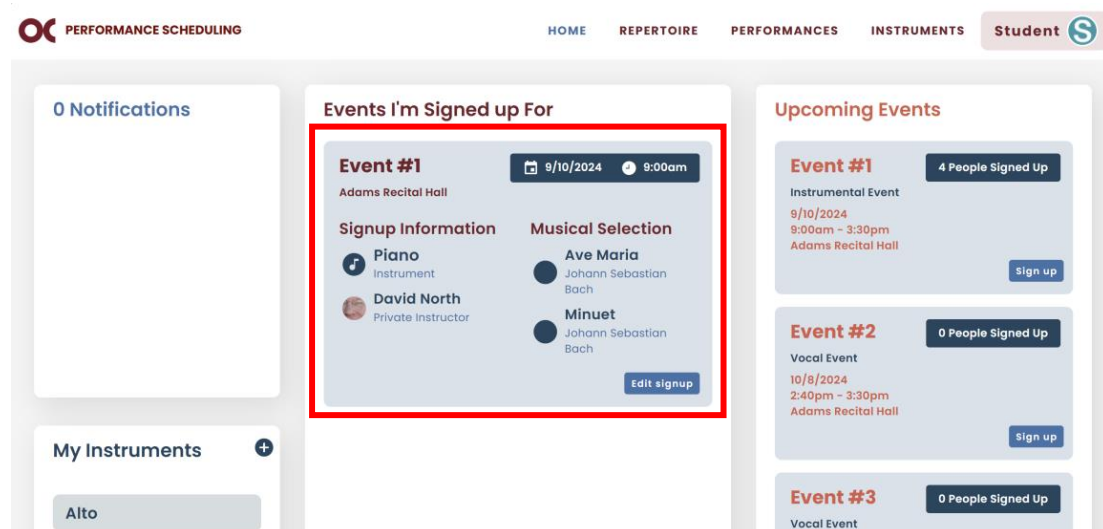 OC PERFORMANCE SCHEDULING
HOME REPERTOIRE PERFORMANCES INSTRUMENTS Student S
0 Notifications
Events I'm Signed up For
Event #1 9/10/2024 9:00am
Adams Recital Hall
Signup Information
Piano
Instrument
David North
Private Instructor
Musical Selection
Ave Maria
Johann Sebastian
Bach
Minuet
Johann Sebastian
Bach
Edit signup
Upcoming Events
Event #1 4 People Signed Up
Instrumental Event
9/10/2024
9:00am - 3:30pm
Adams Recital Hall
Sign up
Event #2 0 People Signed Up
Vocal Event
10/8/2024
2:40pm - 3:30pm
Adams Recital Hall
Sign up
Event #3 0 People Signed Up
Vocal Event
My Instruments
Alto